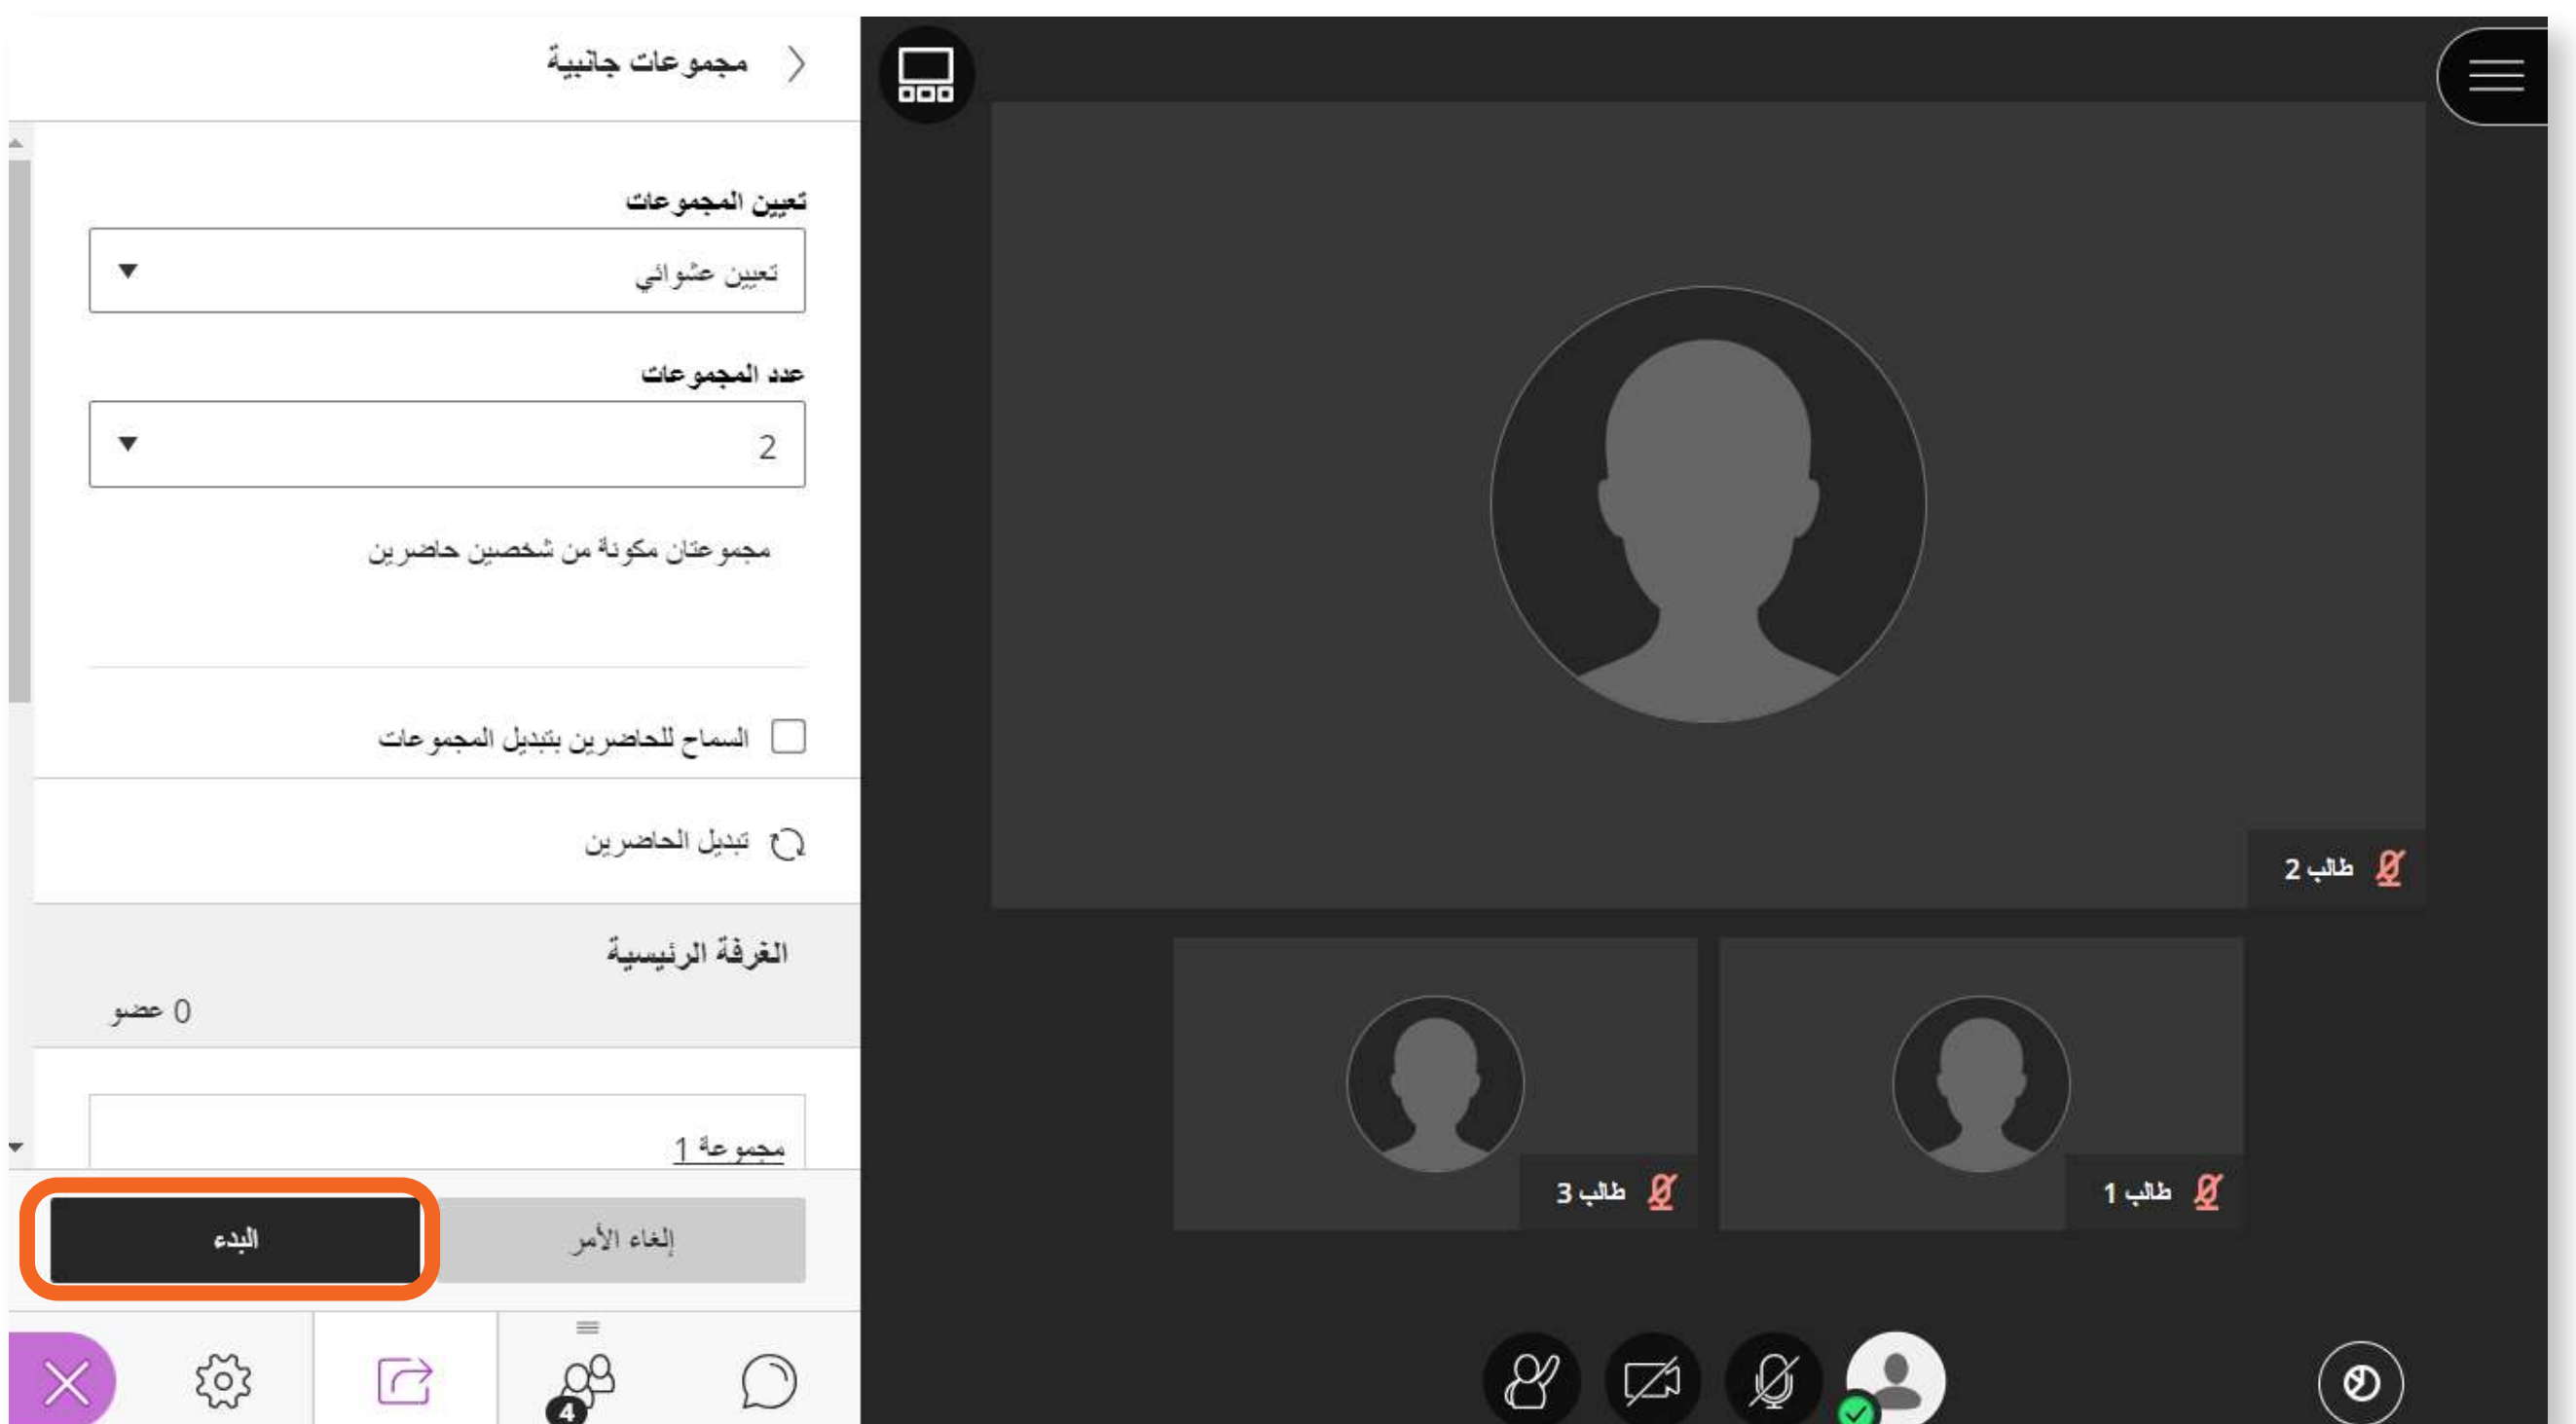 مجموعات جانبية
تعيين المجموعات
تعيين عشوائي
عدد المجموعات
2
مجموعتان مكونة من شخصين حاضرين
السماح للحاضرين بتبديل المجموعات
تبديل الحاضرين
الغرفة الرئيسية
0 عضو
مجموعة 1
إلغاء الأمر
البدء
4
طالب 2
طالب 1
طالب 3